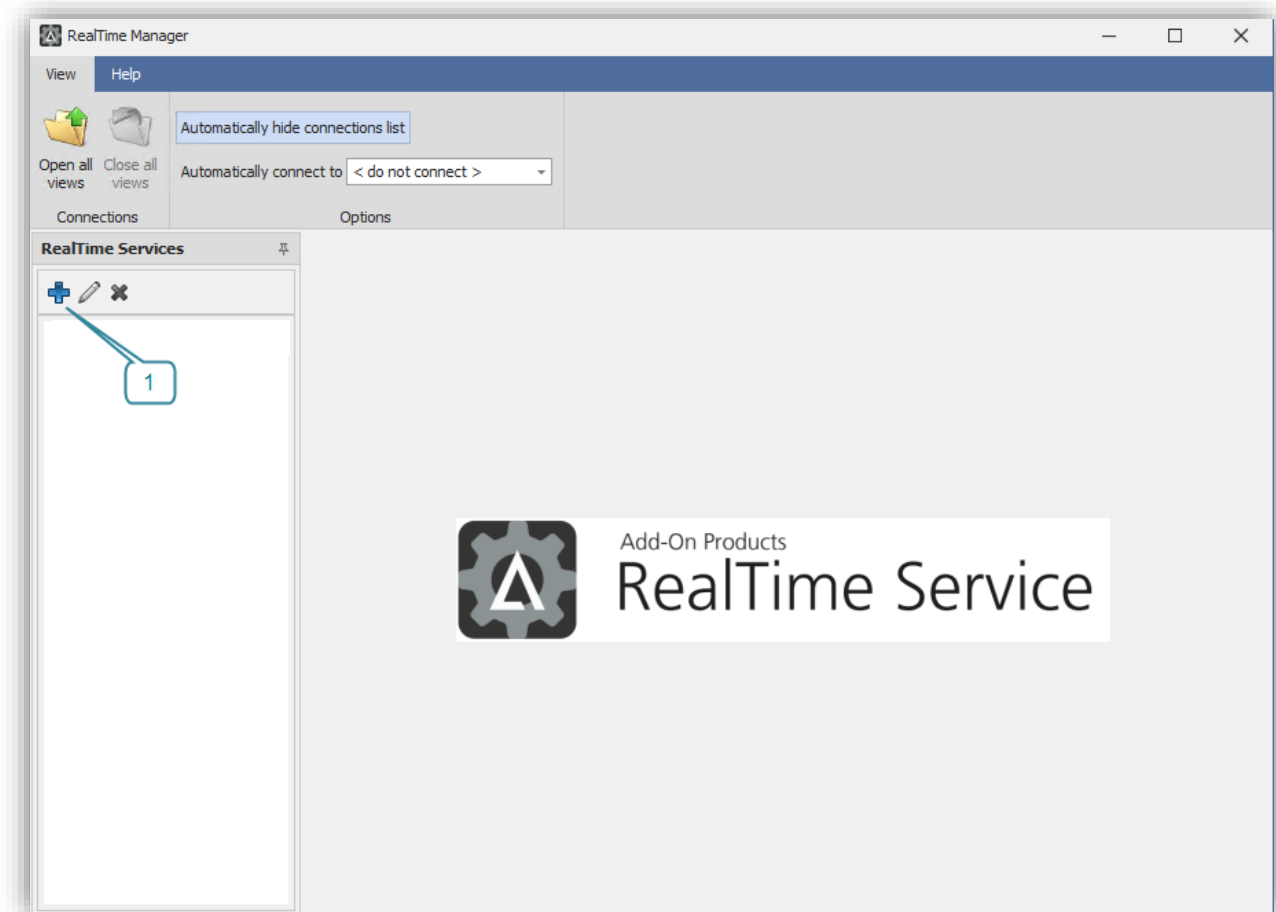 RealTime Manager
View Help
Automatically hide connections list
Open all views
Close all views
Automatically connect to < do not connect >
Connections
Options
RealTime Services
1
Add-On Products
RealTime Service